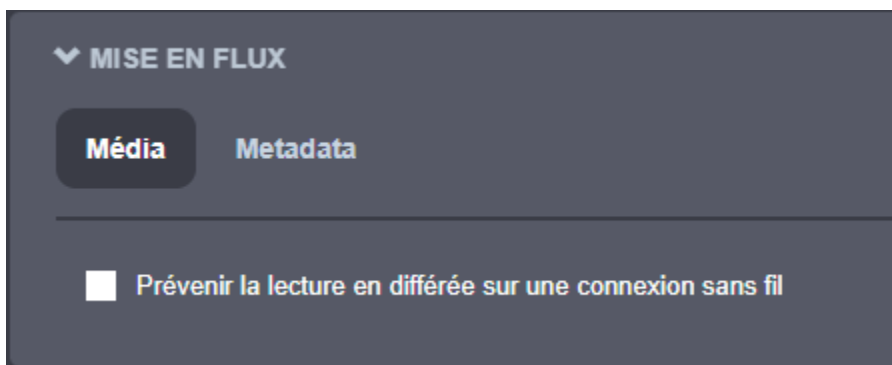 MISE EN FLUX
Média Metadata
Prévenir la lecture en différée sur une connexion sans fil